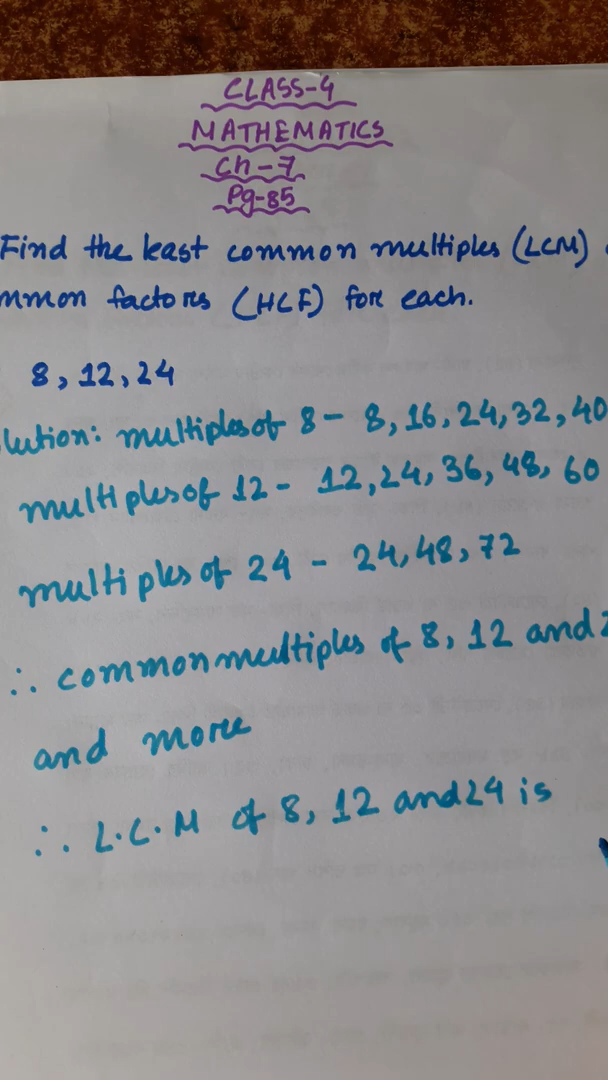 CLASS-4
MATHEMATICS
Ch-7
Pg-85
Find the least common multiples (LCM)
mmon factors (HCF) for each.
8, 12, 24
lution: multiples of 8 - 8, 16, 24, 32, 40
multiples of 12 - 12, 24, 36, 48, 60
multiples of 24 - 24, 48, 72
∴ common multiples of 8, 12 and 2
and more
∴ L.C.M of 8, 12 and 24 is